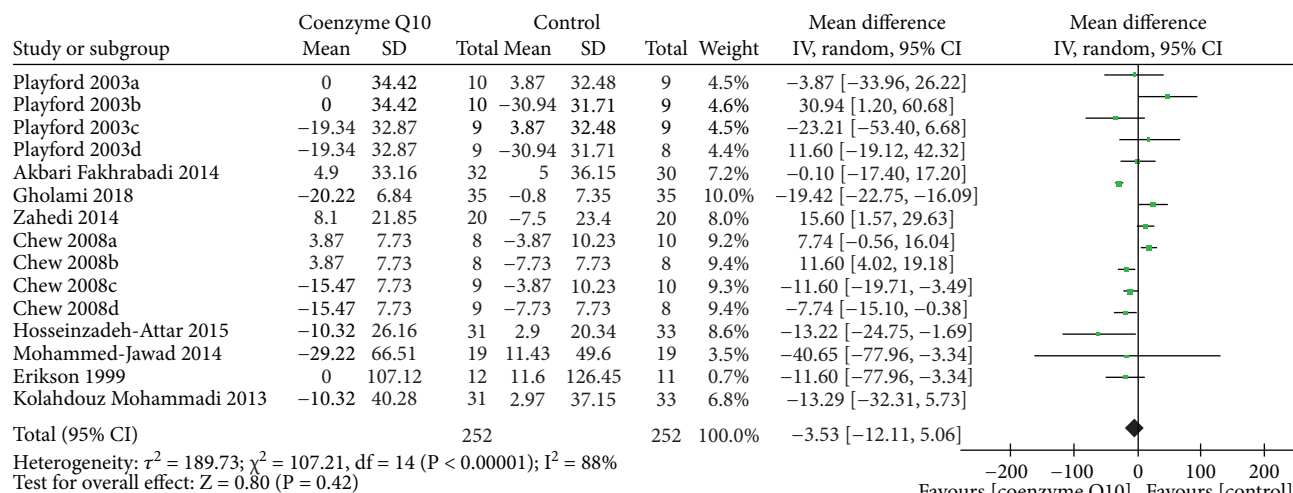 Coenzyme Q10 Control Mean difference Mean difference
Study or subgroup Mean SD Total Mean SD Total Weight IV, random, 95% CI IV, random, 95% CI
Playford 2003a 0 34.42 10 3.87 32.48 9 4.5% −3.87 [−33.96, 26.22]
Playford 2003b 0 34.42 10 −30.94 31.71 9 4.6% 30.94 [1.20, 60.68]
Playford 2003c −19.34 32.87 9 3.87 32.48 9 4.5% −23.21 [−53.40, 6.68]
Playford 2003d −19.34 32.87 9 −30.94 31.71 8 4.4% 11.60 [−19.12, 42.32]
Akbari Fakhrabadi 2014 4.9 33.16 32 5 36.15 30 7.2% −0.10 [−17.40, 17.20]
Gholami 2018 −20.22 6.84 35 −0.8 7.35 35 10.0% −19.42 [−22.75, −16.09]
Zahedi 2014 8.1 21.85 20 −7.5 23.4 20 8.0% 15.60 [1.57, 29.63]
Chew 2008a 3.87 7.73 8 −3.87 10.23 10 9.2% 7.74 [−0.56, 16.04]
Chew 2008b 3.87 7.73 8 −7.73 7.73 8 9.4% 11.60 [4.02, 19.18]
Chew 2008c −15.47 7.73 9 −3.87 10.23 10 9.3% −11.60 [−19.71, −3.49]
Chew 2008d −15.47 7.73 9 −7.73 7.73 8 9.4% −7.74 [−15.10, −0.38]
Hosseinzadeh-Attar 2015 −10.32 26.16 31 2.9 20.34 33 8.6% −13.22 [−24.75, −1.69]
Mohammed-Jawad 2014 −29.22 66.51 19 11.43 49.6 19 3.5% −40.65 [−77.96, −3.34]
Erikson 1999 0 107.12 12 11.6 126.45 11 0.7% −11.60 [−77.96, −3.34]
Kolahdouz Mohammadi 2013 −10.32 40.28 31 2.97 37.15 33 6.8% −13.29 [−32.31, 5.73]
Total (95% CI) 252 252 100.0% −3.53 [−12.11, 5.06]
Heterogeneity: τ² = 189.73; χ² = 107.21, df = 14 (P < 0.00001); I² = 88%
Test for overall effect: Z = 0.80 (P = 0.42)
−200 −100 0 100 200
Favours [coenzyme Q10] Favours [control]